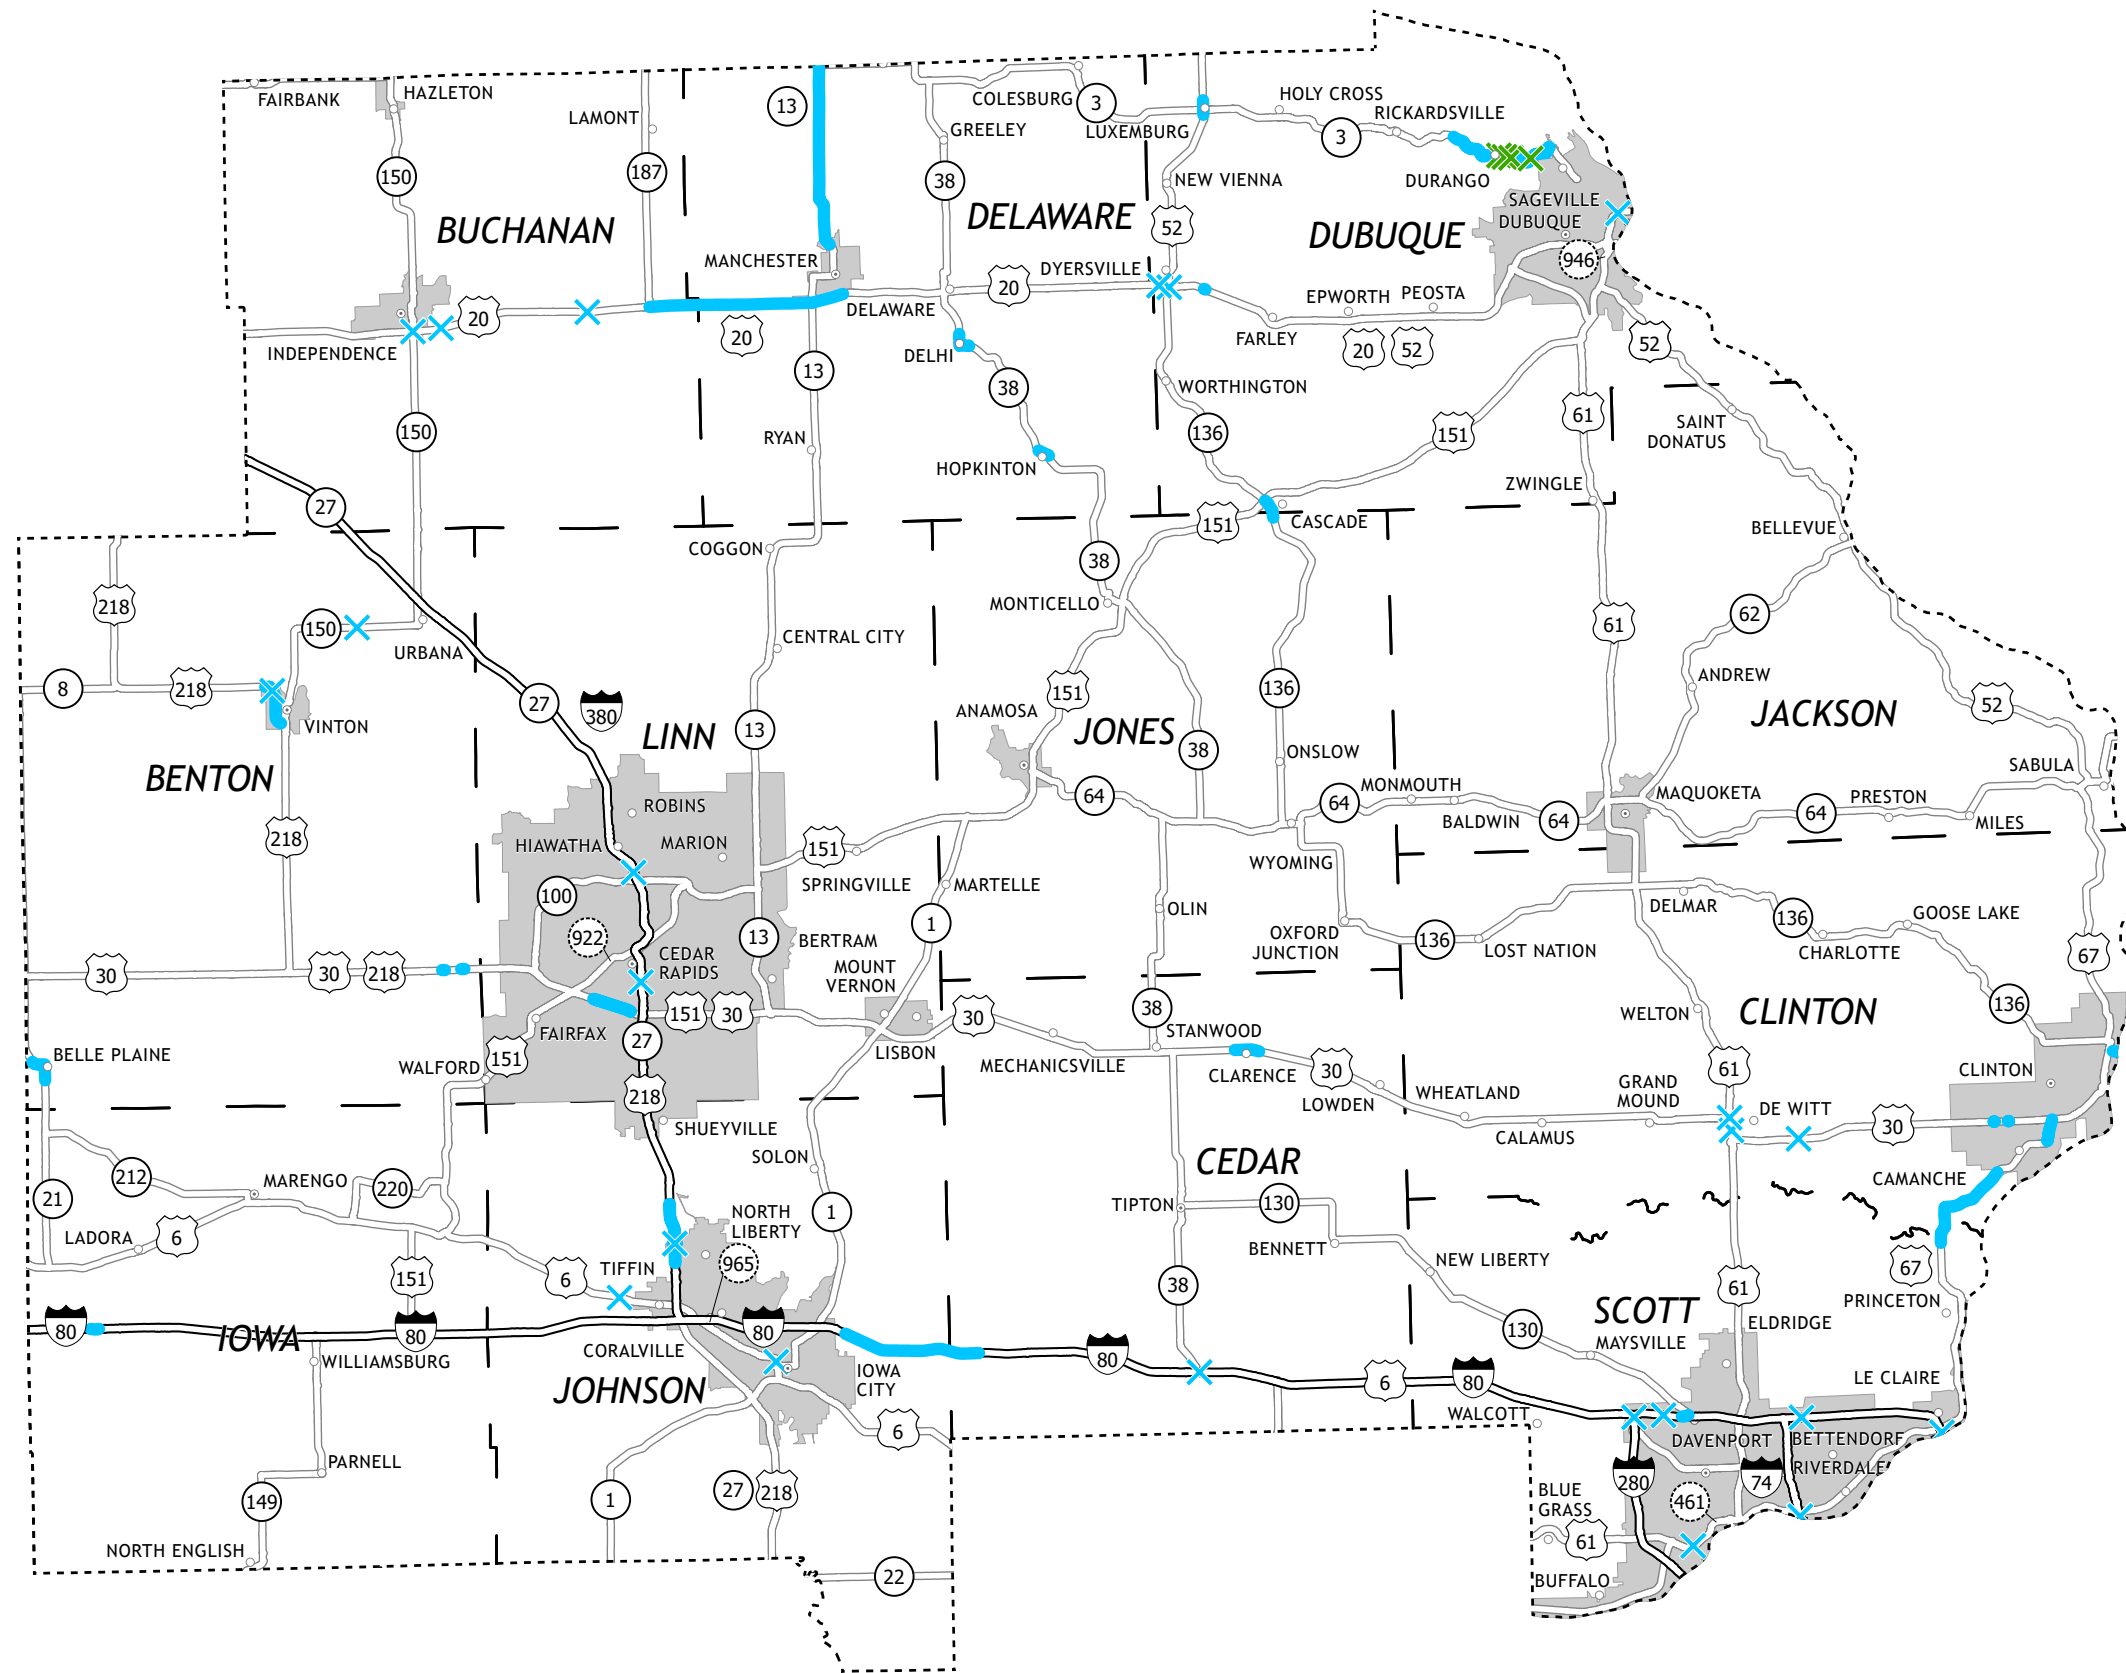 FAIRBANK
HAZLETON
LAMONT
13
COLESBURG
3
HOLY CROSS
RICKARDSVILLE
GREELEY
LUXEMBURG
3
150
187
38
NEW VIENNA
DURANGO
SAGEVILLE
DUBUQUE
BUCHANAN
DELAWARE
52
DUBUQUE
946
MANCHESTER
DYERSVILLE
20
20
EPWORTH
PEOSTA
DELAWARE
20
FARLEY
20
52
52
INDEPENDENCE
DELHI
13
38
WORTHINGTON
61
SAINT
DONATUS
150
RYAN
136
151
HOPKINTON
ZWINGLE
27
151
CASCADE
BELLEVUE
COGGON
38
218
MONTICELLO
62
150
CENTRAL CITY
61
URBANA
8
218
27
380
151
136
ANDREW
VINTON
LINN
13
ANAMOSA
JONES
38
ONSLOW
JACKSON
52
BENTON
SABULA
ROBINS
64
64
MONMOUTH
MAQUOKETA
PRESTON
218
HIAWATHA
MARION
151
BALDWIN
64
64
MILES
WYOMING
SPRINGVILLE
MARTELLE
100
1
OLIN
DELMAR
136
GOOSE LAKE
922
13
BERTRAM
OXFORD
JUNCTION
136
LOST NATION
CHARLOTTE
67
CEDAR
RAPIDS
MOUNT
VERNON
30
30
218
38
136
CLINTON
151
30
30
WELTON
FAIRFAX
27
STANWOOD
LISBON
BELLE PLAINE
151
WALFORD
MECHANICSVILLE
CLARENCE
30
61
CLINTON
218
LOWDEN
WHEATLAND
GRAND
MOUND
DE WITT
SHUEYVILLE
CALAMUS
30
SOLON
CEDAR
212
MARENGO
220
CAMANCHE
21
NORTH
LIBERTY
1
TIPTON
130
LADORA
6
BENNETT
NEW LIBERTY
965
67
151
6
TIFFIN
38
61
PRINCETON
80
IOWA
80
80
SCOTT
130
MAYSVILLE
ELDRIDGE
WILLIAMSBURG
CORALVILLE
80
IOWA
CITY
6
80
LE CLAIRE
JOHNSON
WALCOTT
6
DAVENPORT
BETTENDORF
PARNELL
RIVERDALE
280
74
149
1
27
218
BLUE
GRASS
461
61
NORTH ENGLISH
22
BUFFALO